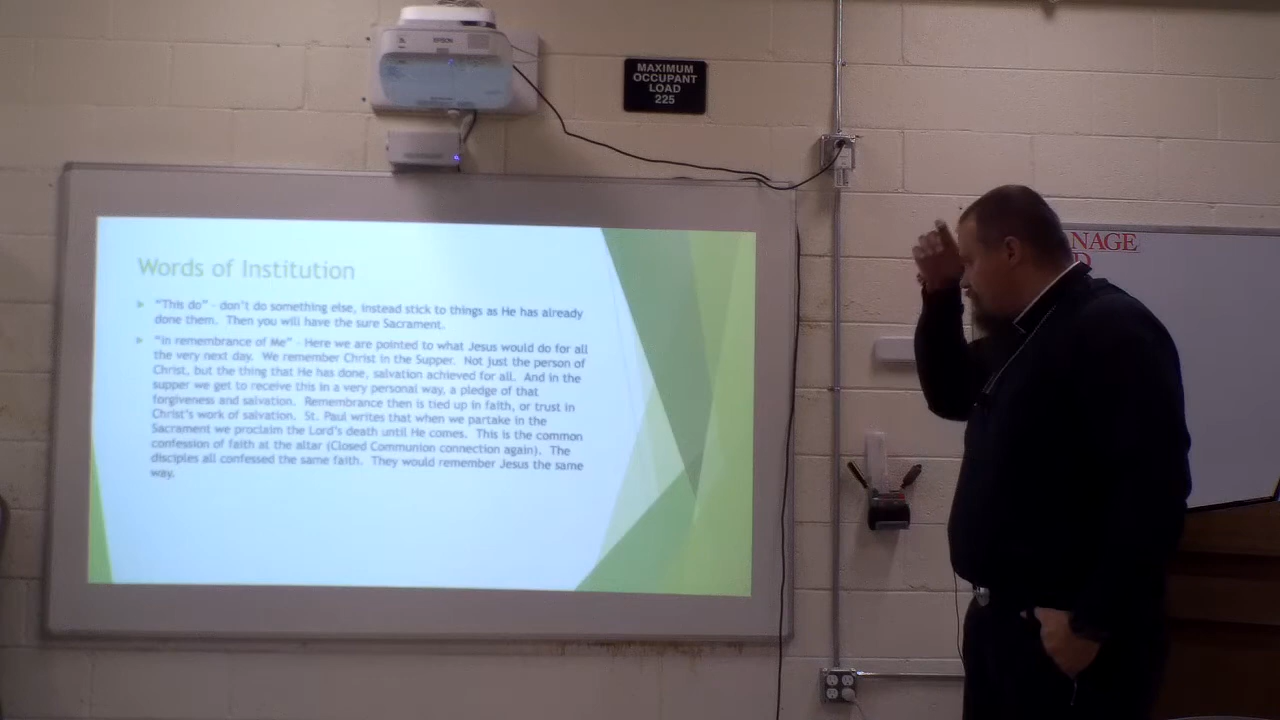 EPSON
MAXIMUM
OCCUPANT
LOAD
225
NAGE
D
Words of Institution
"This do" - don't do something else, instead stick to things as He has already
done them. Then you will have the sure Sacrament.
"In remembrance of Me" - Here we are pointed to what Jesus would do for all
the very next day. We remember Christ in the Supper. Not just the person of
Christ, but the thing that He has done, salvation achieved for all. And in the
supper we get to receive this in a very personal way, a pledge of that
forgiveness and salvation. Remembrance then is tied up in faith, or trust in
Christ's work of salvation. St. Paul writes that when we partake in the
Sacrament we proclaim the Lord's death until He comes. This is the common
confession of faith at the altar (Closed Communion connection again). The
disciples all confessed the same faith. They would remember Jesus the same
way.